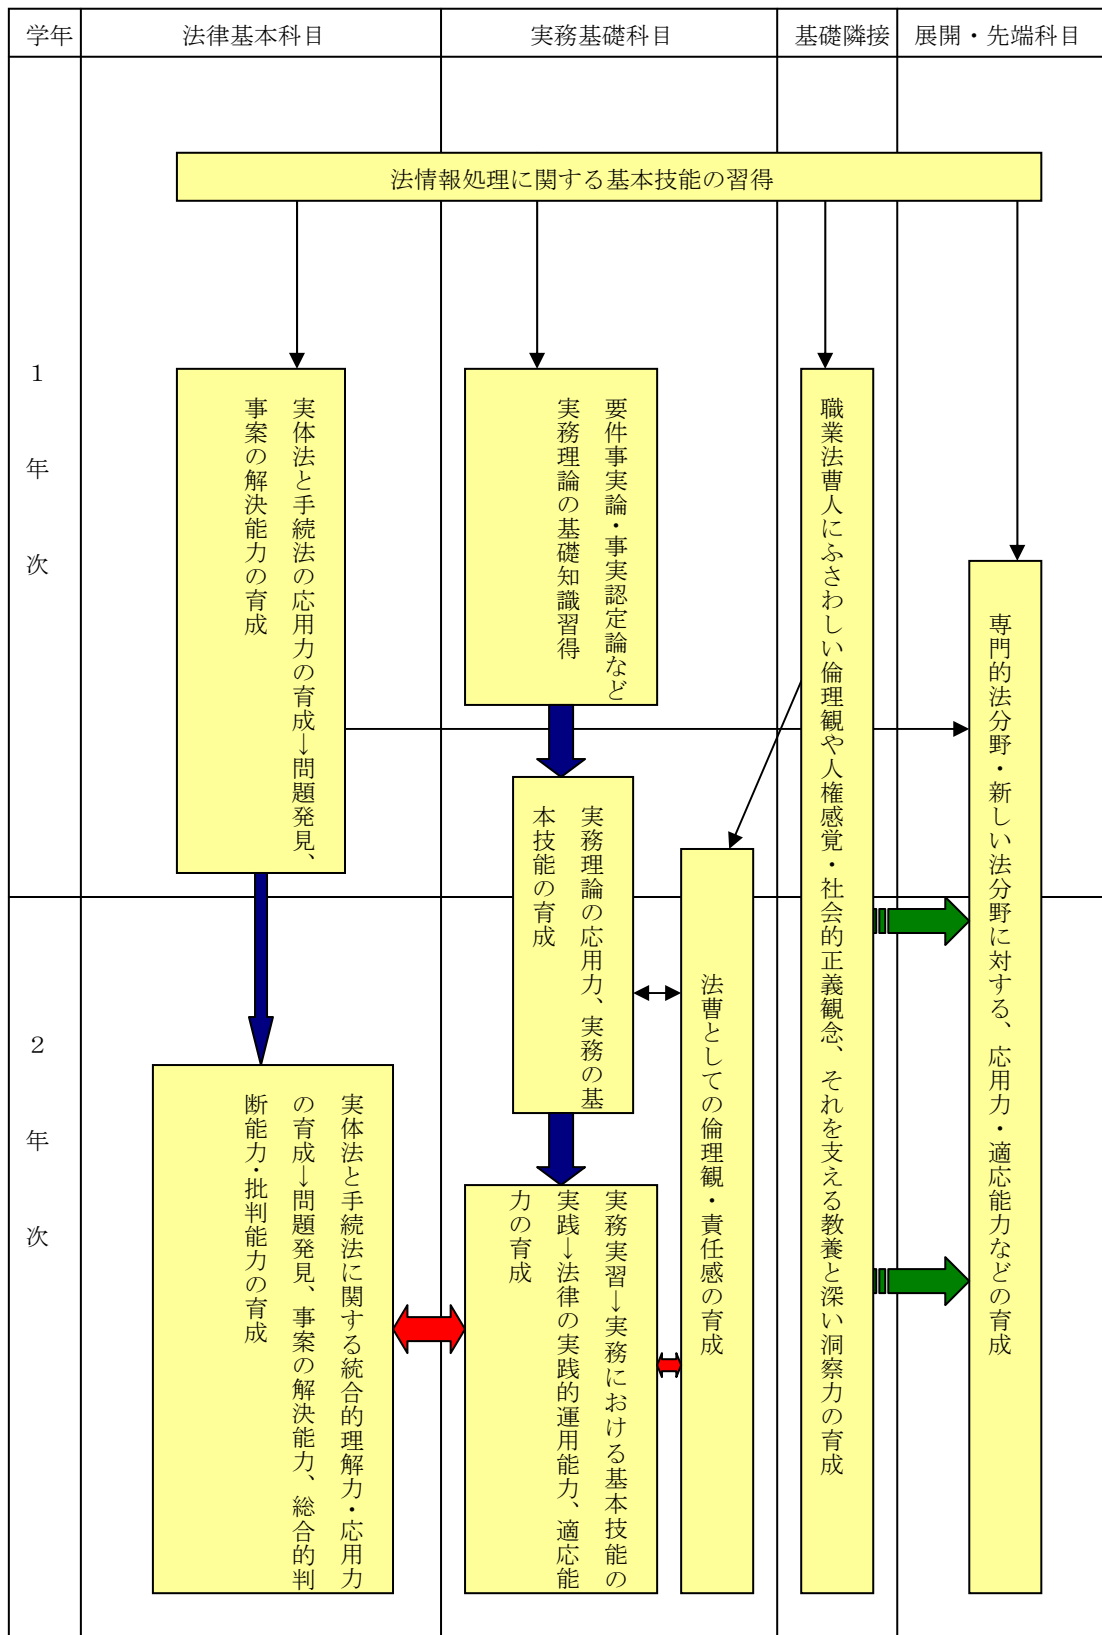 学年
法律基本科目
実務基礎科目
基礎隣接
展開・先端科目
法情報処理に関する基本技能の習得
１年次
実体法と手続法の応用力の育成→問題発見、
事案の解決能力の育成
要件事実論・事実認定論など
実務理論の基礎知識習得
職業法曹人にふさわしい倫理観や人権感覚・社会的正義観念、それを支える教養と深い洞察力の育成
専門的法分野・新しい法分野に対する、応用力・適応能力などの育成
実務理論の応用力、実務の基
本技能の育成
法曹としての倫理観・責任感の育成
２年次
実体法と手続法に関する統合的理解力・応用力
の育成→問題発見、事案の解決能力、総合的判
断能力・批判能力の育成
実務実習→実務における基本技能の
実践→法律の実践的運用能力、適応能
力の育成